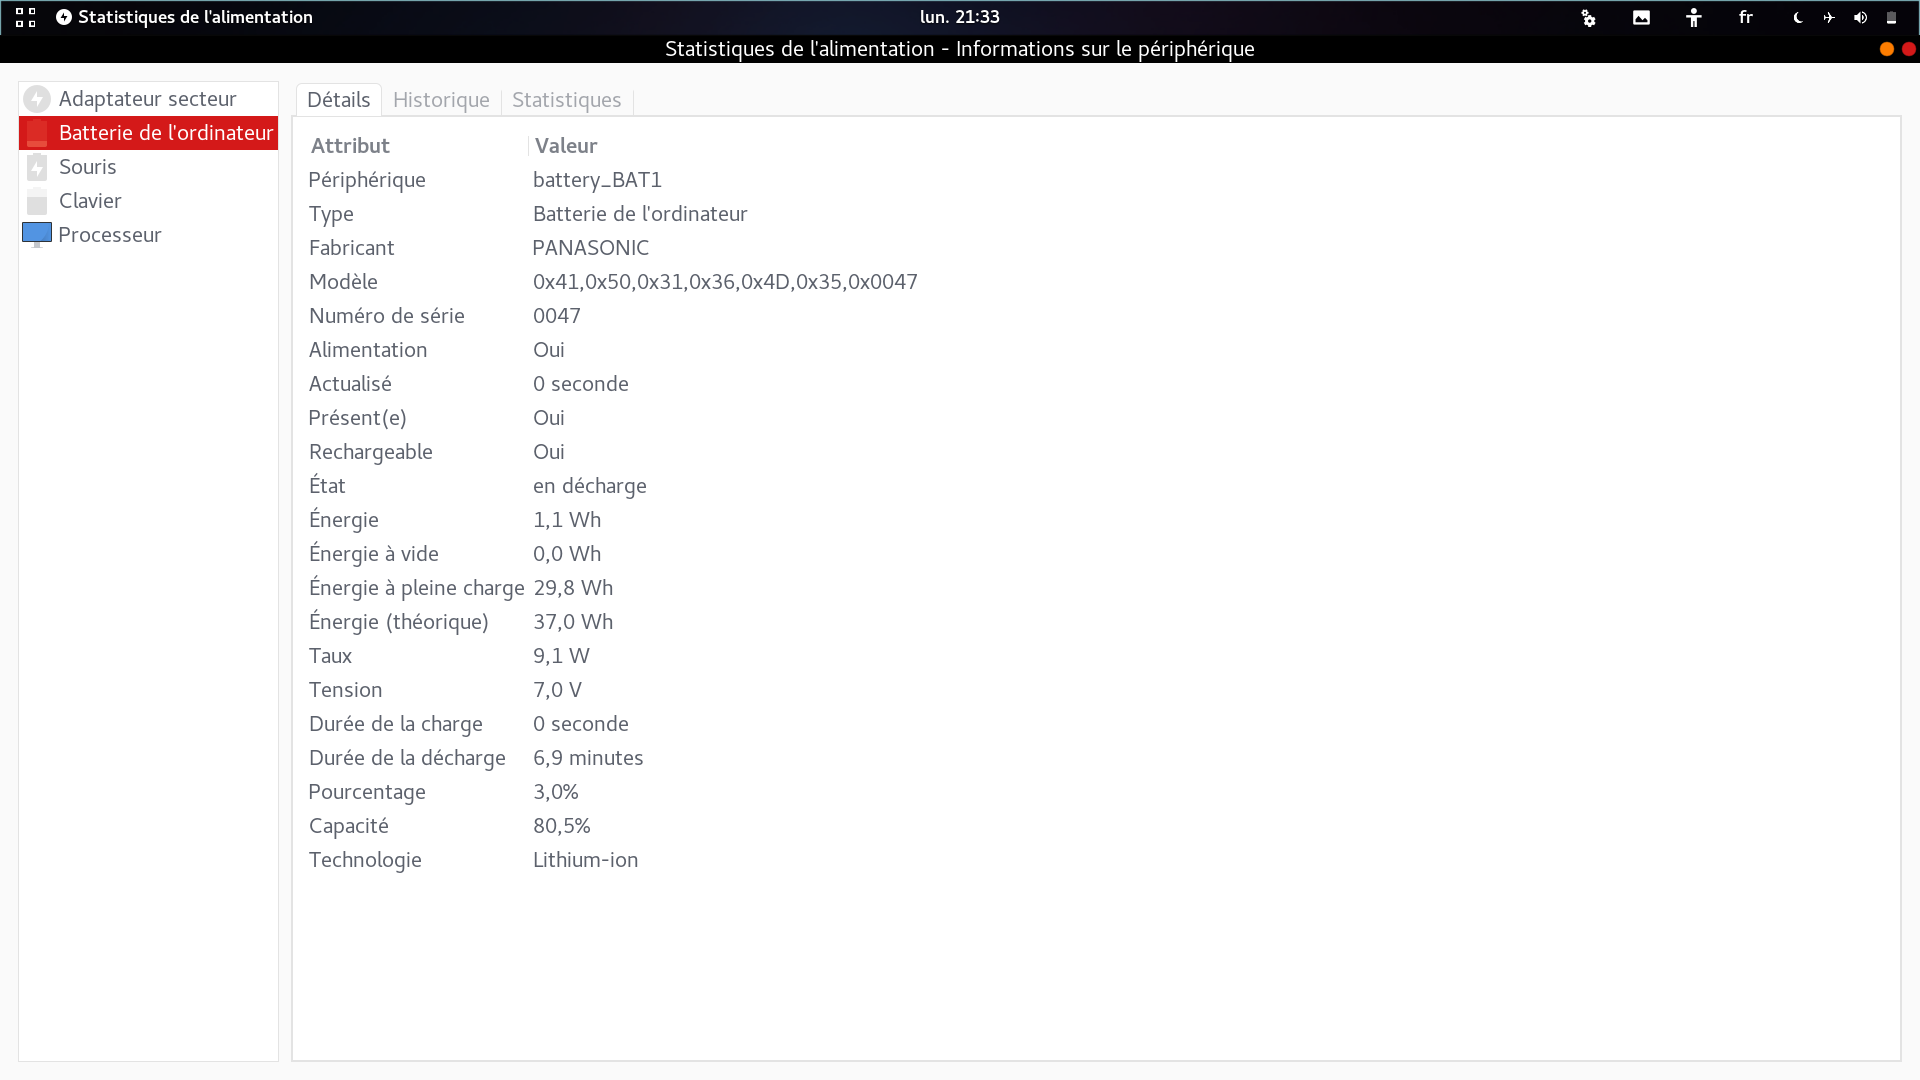 Statistiques de l'alimentation
lun. 21:33
fr
Statistiques de l'alimentation - Informations sur le périphérique
Adaptateur secteur
Batterie de l'ordinateur
Souris
Clavier
Processeur
Détails Historique Statistiques
Attribut Valeur
Périphérique battery_BAT1
Type Batterie de l'ordinateur
Fabricant PANASONIC
Modèle 0x41,0x50,0x31,0x36,0x4D,0x35,0x0047
Numéro de série 0047
Alimentation Oui
Actualisé 0 seconde
Présent(e) Oui
Rechargeable Oui
État en décharge
Énergie 1,1 Wh
Énergie à vide 0,0 Wh
Énergie à pleine charge 29,8 Wh
Énergie (théorique) 37,0 Wh
Taux 9,1 W
Tension 7,0 V
Durée de la charge 0 seconde
Durée de la décharge 6,9 minutes
Pourcentage 3,0%
Capacité 80,5%
Technologie Lithium-ion